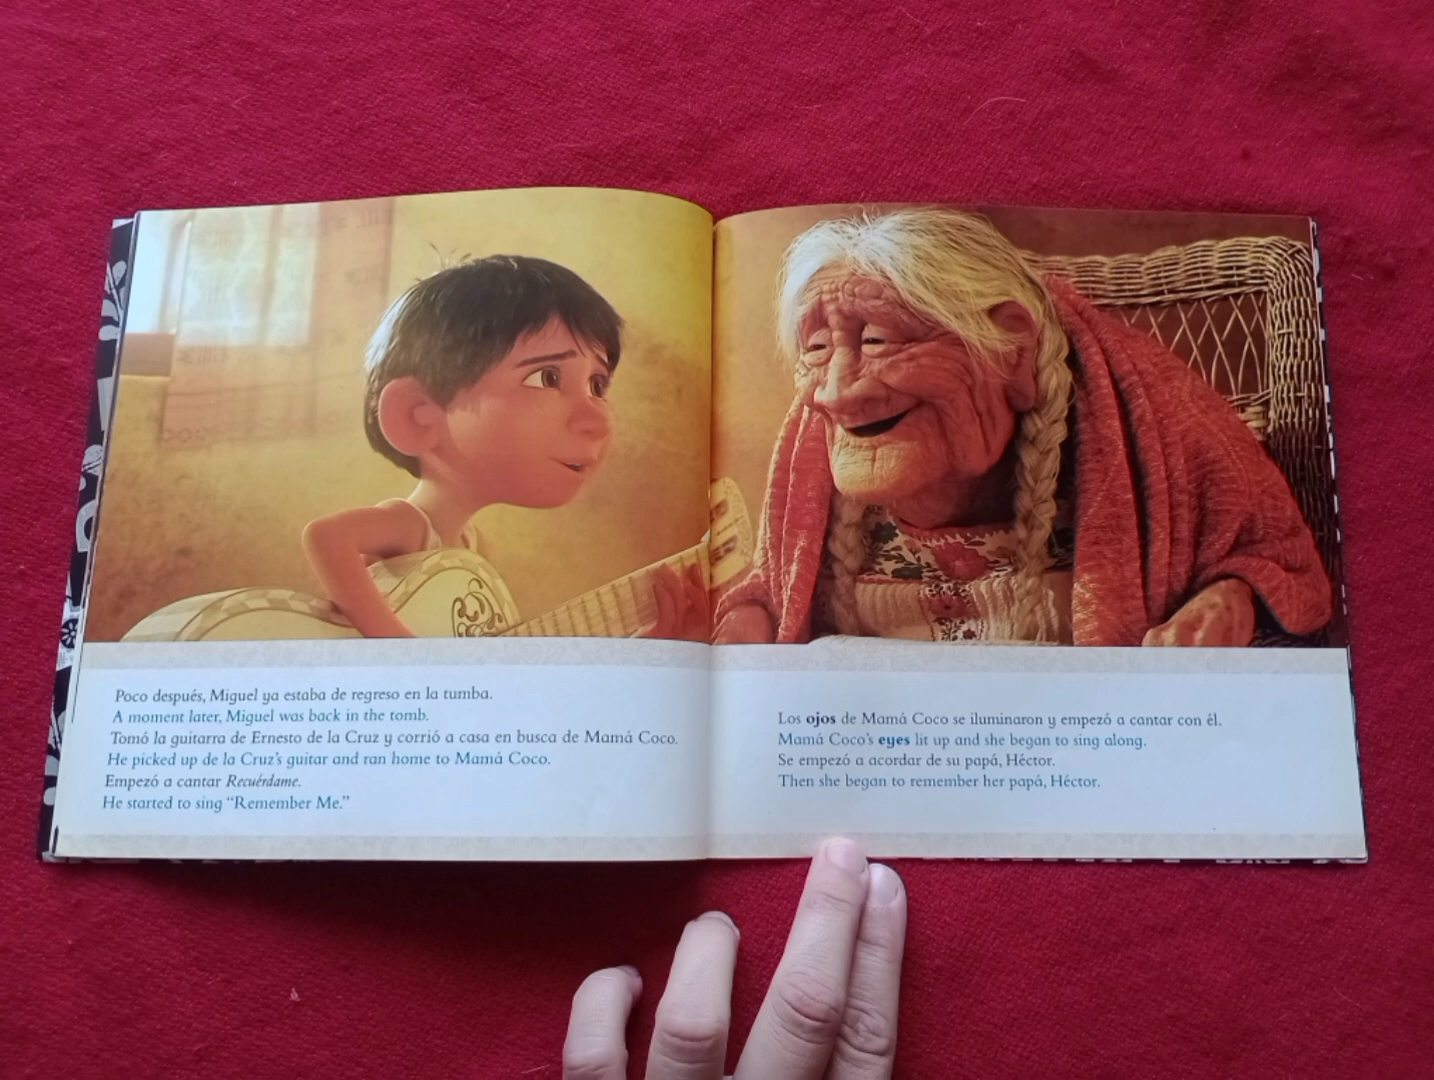 Poco después, Miguel ya estaba de regreso en la tumba.
A moment later, Miguel was back in the tomb.
Tomó la guitarra de Ernesto de la Cruz y corrió a casa en busca de Mamá Coco.
He picked up de la Cruz's guitar and ran home to Mamá Coco.
Empezó a cantar Recuérdame.
He started to sing “Remember Me.”
Los ojos de Mamá Coco se iluminaron y empezó a cantar con él.
Mamá Coco's eyes lit up and she began to sing along.
Se empezó a acordar de su papá, Héctor.
Then she began to remember her papá, Héctor.